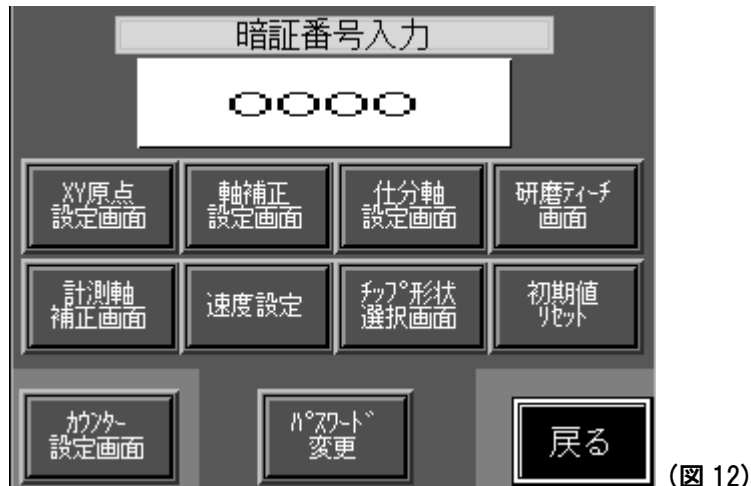 暗証番号入力
○○○○
XY原点
設定画面
軸補正
設定画面
仕分軸
設定画面
研磨ﾃｨｰﾁ
画面
計測軸
補正画面
速度設定
ﾁｯﾌﾟ形状
選択画面
初期値
ﾘｾｯﾄ
ｶｳﾝﾀｰ
設定画面
ﾊﾟｽﾜｰﾄﾞ
変更
戻る
(図 12)